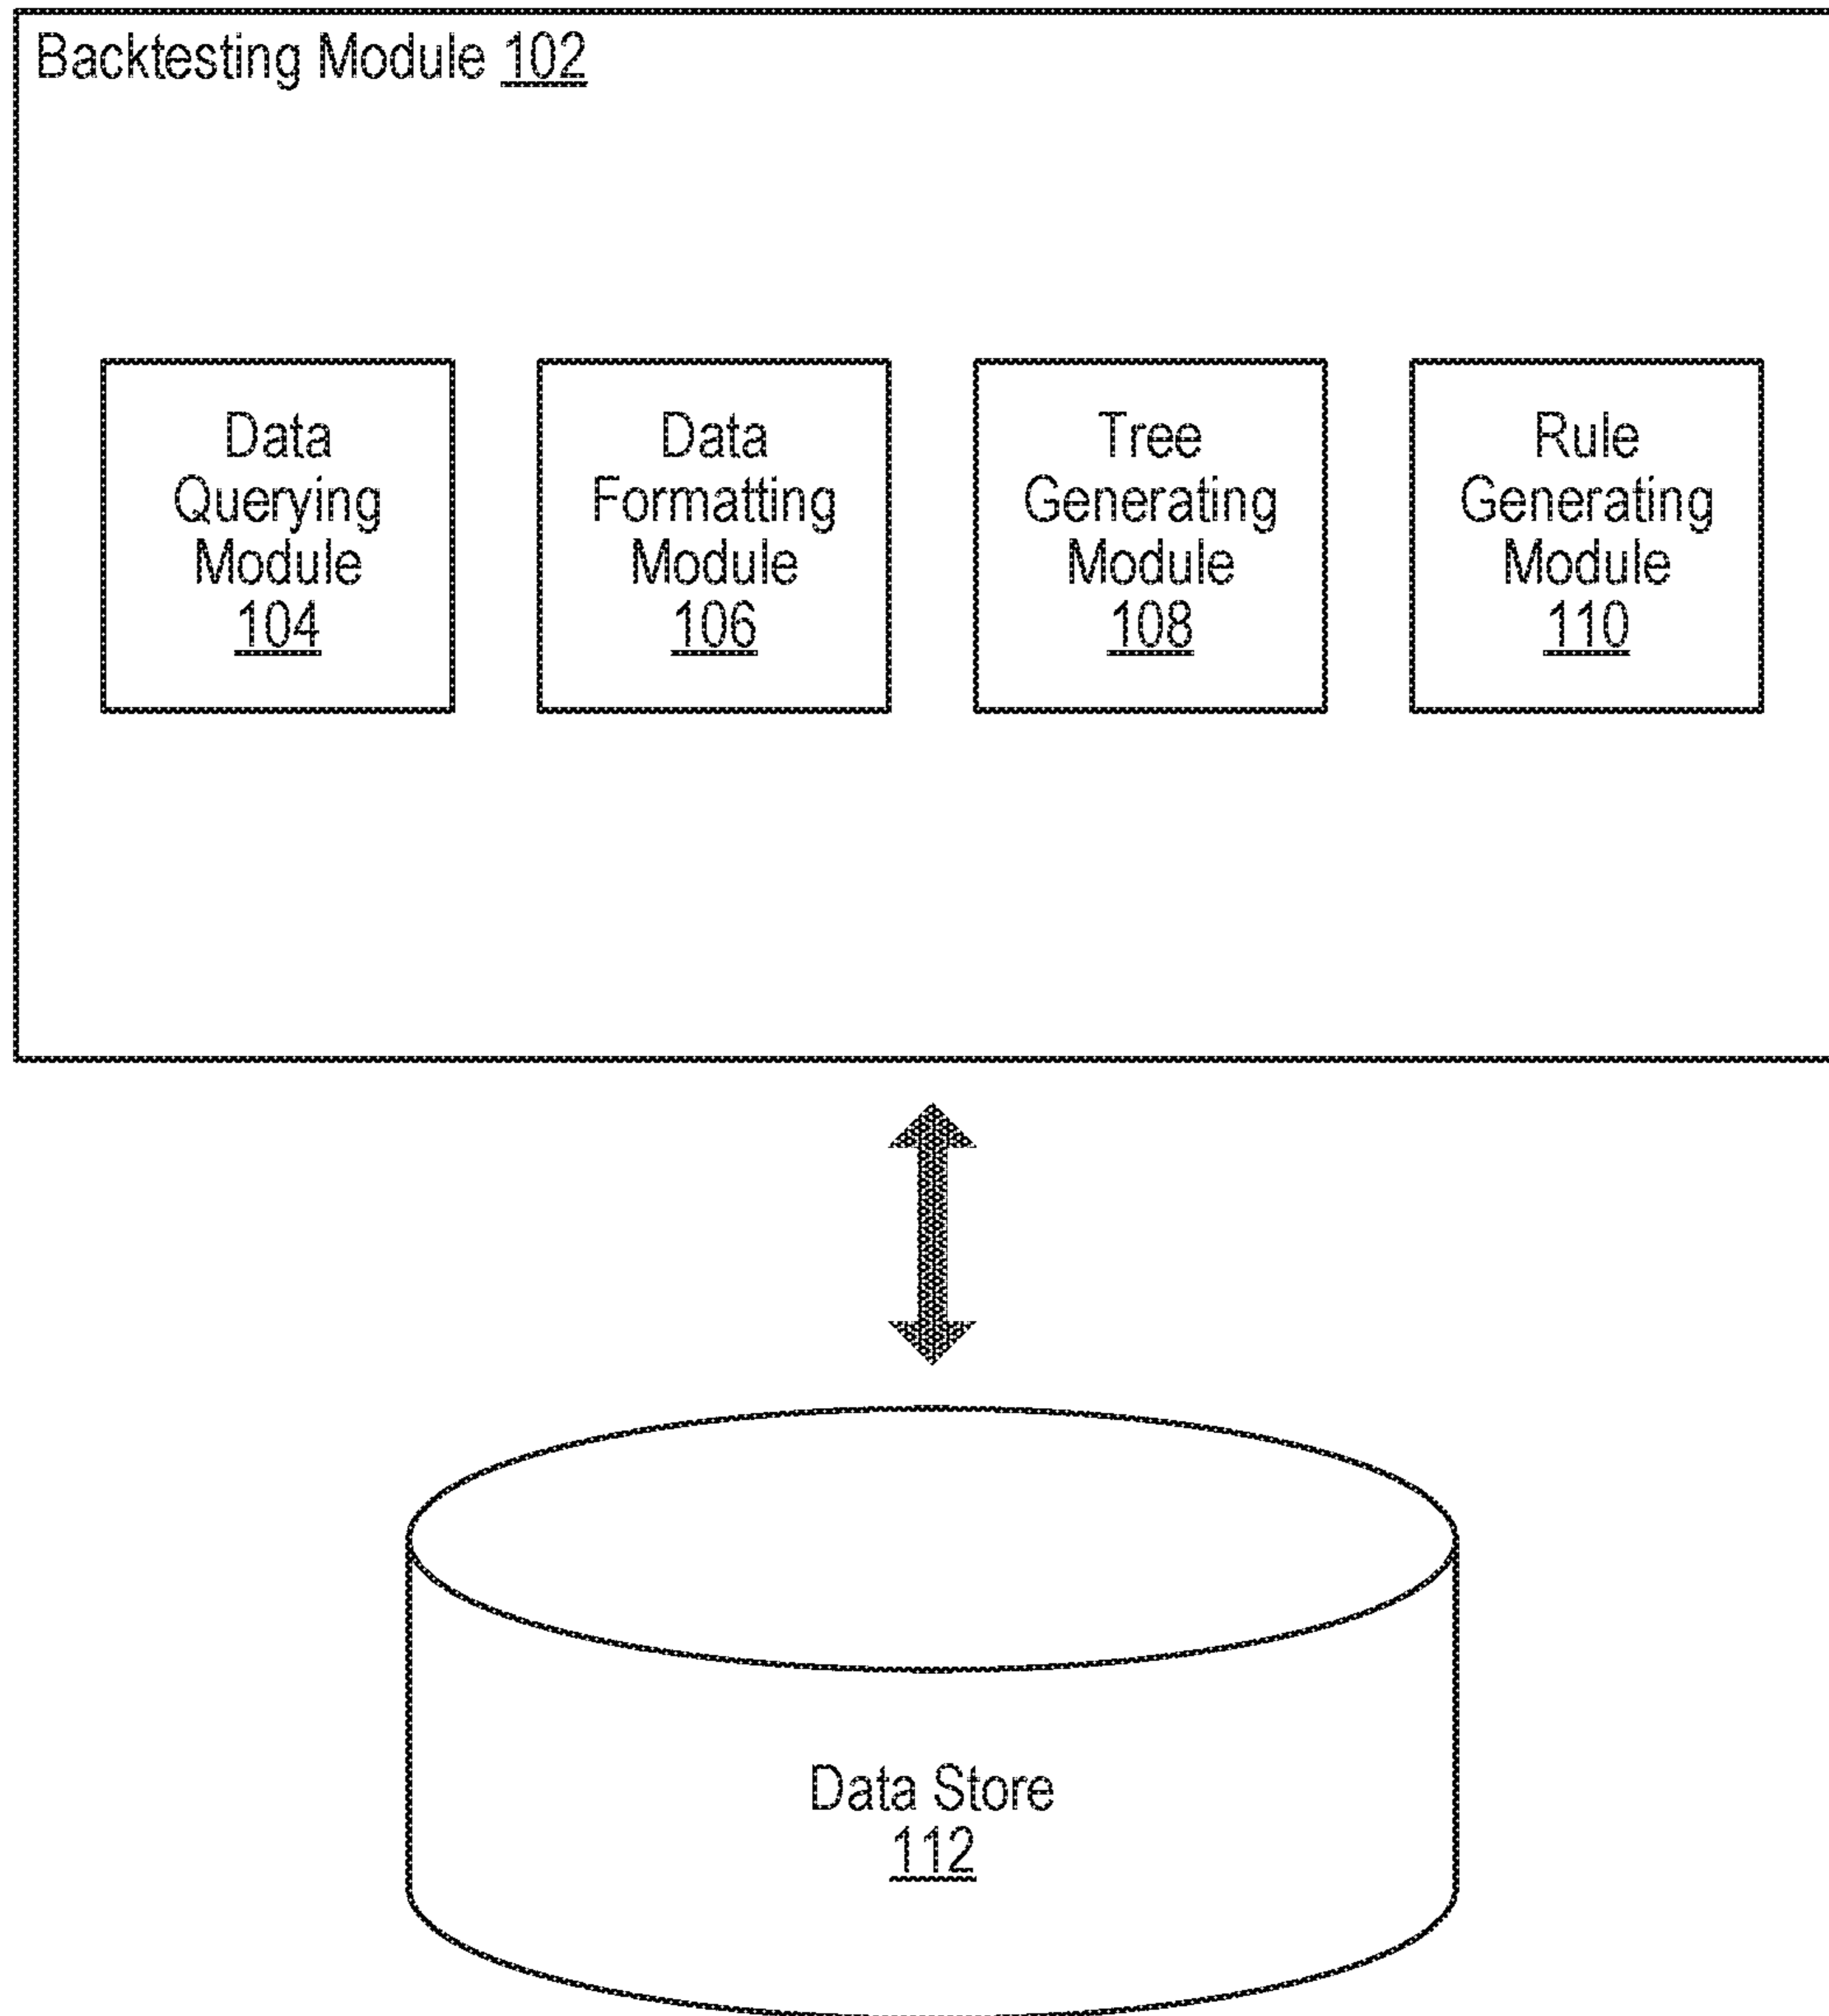 Backtesting Module 102
Data
Querying
Module
104
Data
Formatting
Module
106
Tree
Generating
Module
108
Rule
Generating
Module
110
Data Store
112